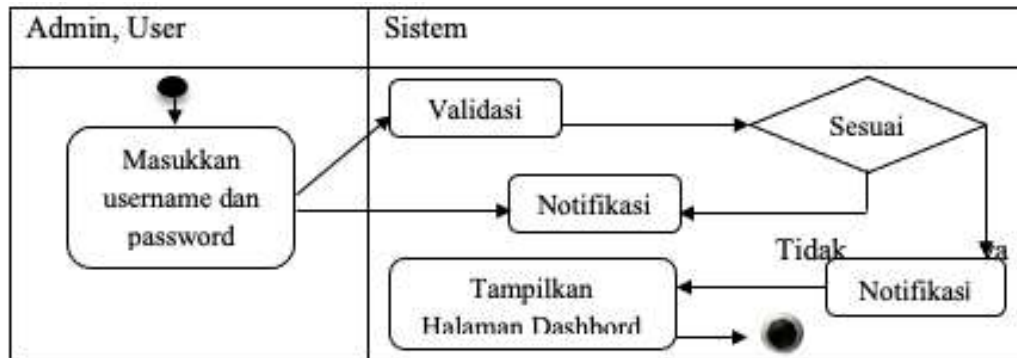 Admin, User
Sistem
Validasi
Sesuai
Masukkan
username dan
password
Notifikasi
Tidak
Tampilkan
Halaman Dashbord
Notifikasi